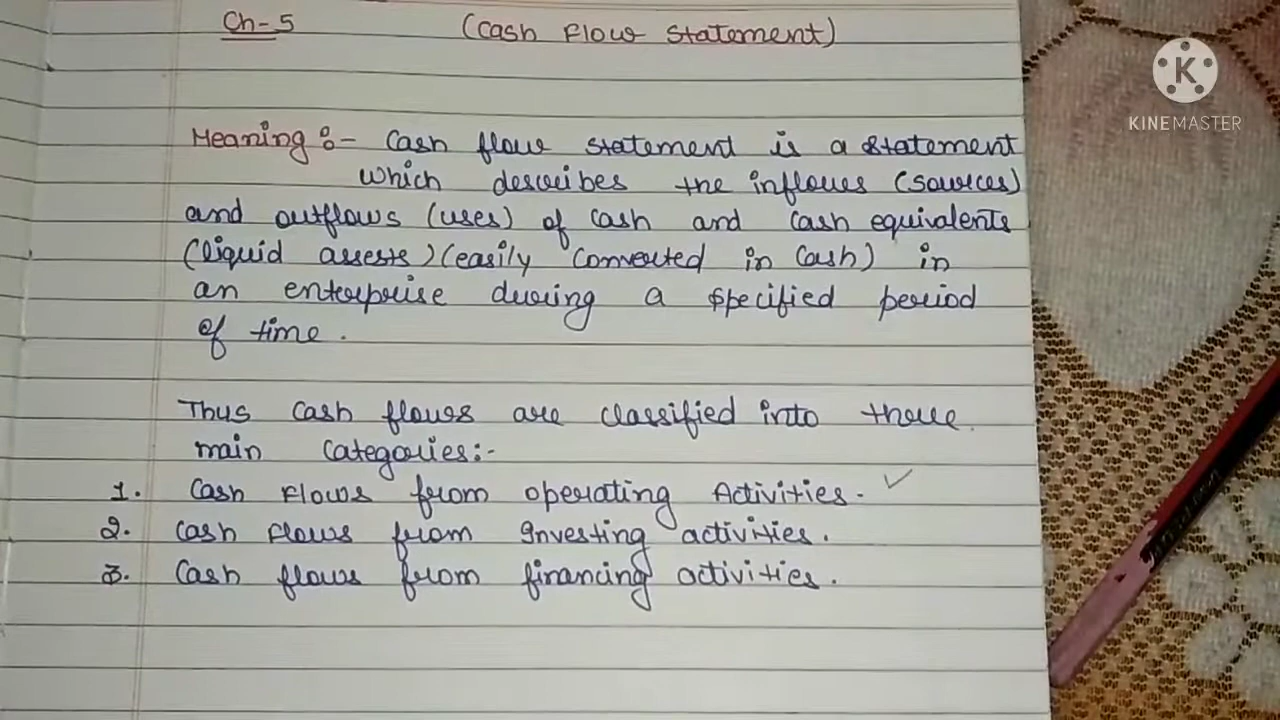 Ch-5 (Cash Flow Statement)
Meaning :- Cash flow statement is a statement
which describes the inflows (sources)
and outflows (uses) of cash and cash equivalents
(liquid assests) (easily converted in cash) in
an enterprise during a specified period
of time.
Thus cash flows are classified into three
main categories:-
1. Cash Flows from operating Activities.
2. Cash flows from Investing activities.
3. Cash flows from financing activities.
K
KINEMASTER